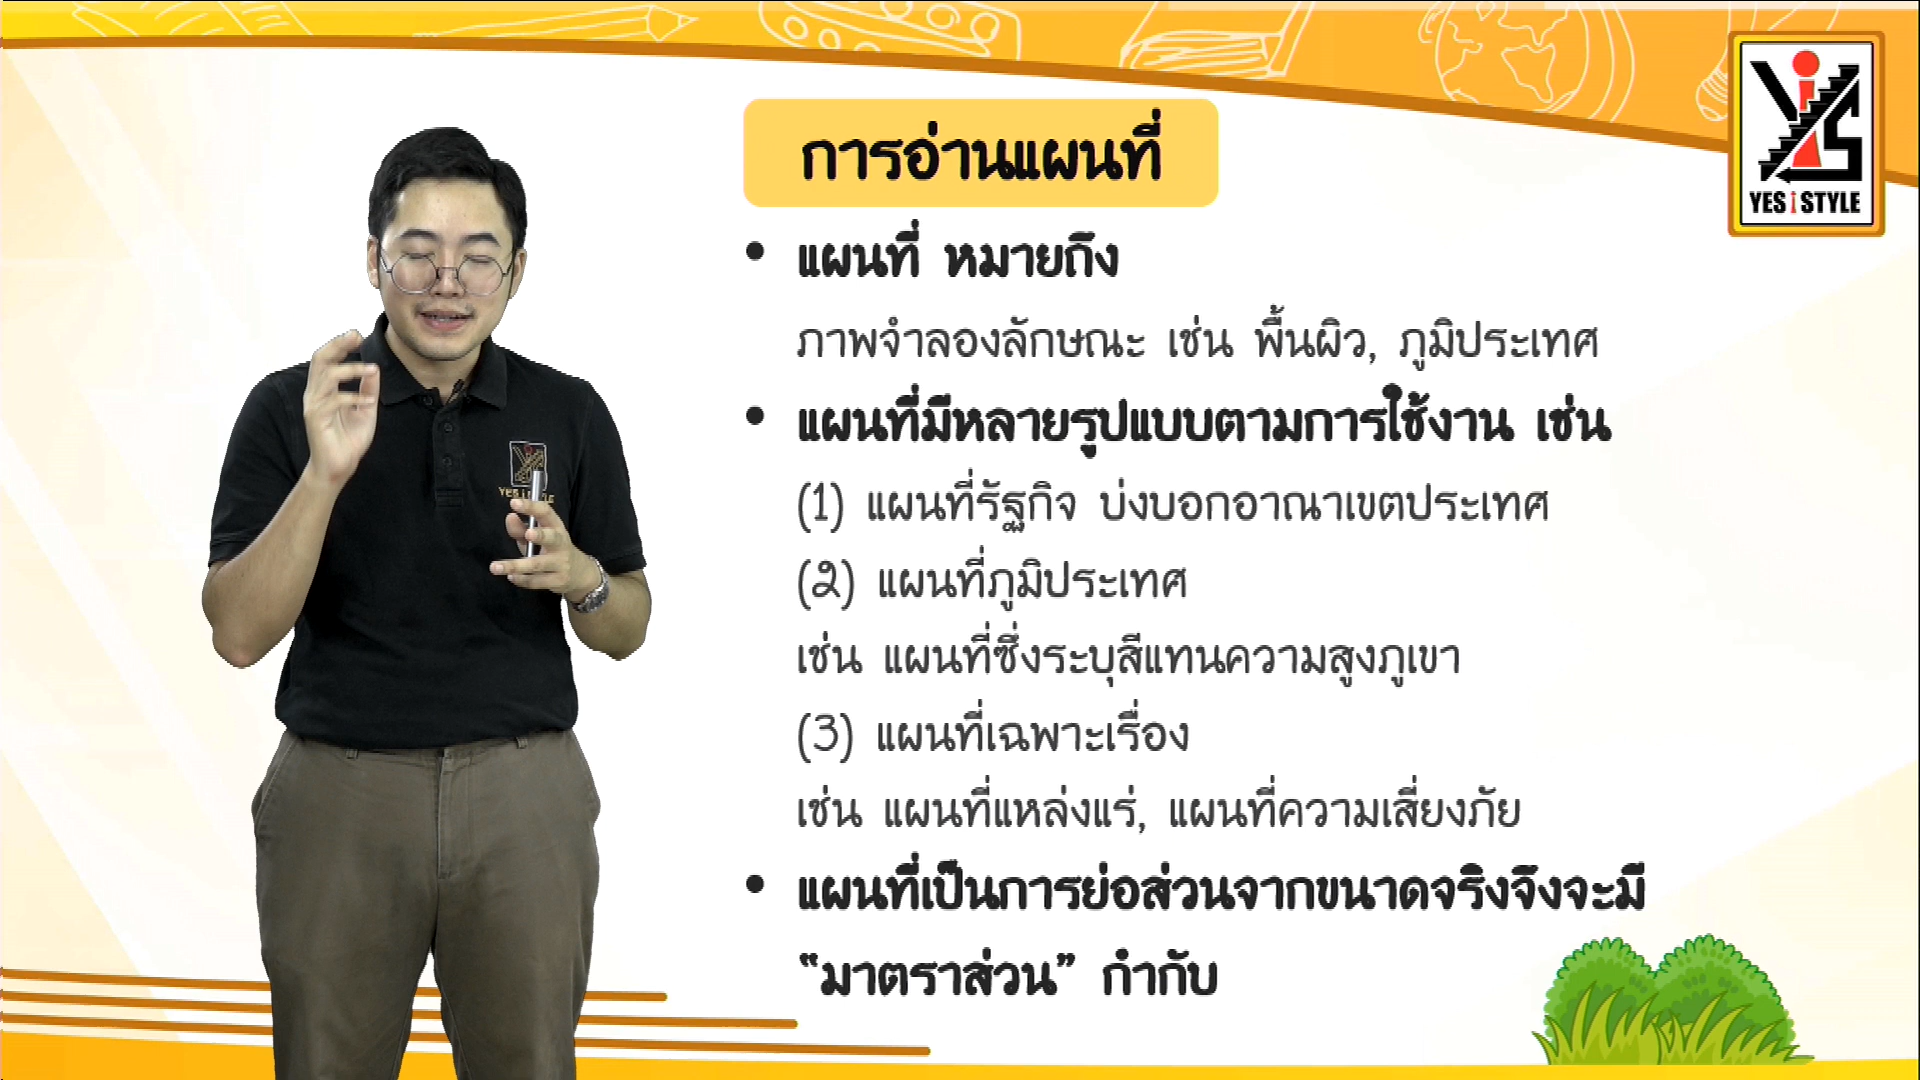 การอ่านแผนที่
• แผนที่ หมายถึง
ภาพจำลองลักษณะ เช่น พื้นผิว, ภูมิประเทศ
• แผนที่มีหลายรูปแบบตามการใช้งาน เช่น
(1) แผนที่รัฐกิจ บ่งบอกอาณาเขตประเทศ
(2) แผนที่ภูมิประเทศ
เช่น แผนที่ซึ่งระบุสีแทนความสูงภูเขา
(3) แผนที่เฉพาะเรื่อง
เช่น แผนที่แหล่งแร่, แผนที่ความเสี่ยงภัย
• แผนที่เป็นการย่อส่วนจากขนาดจริงจึงจะมี
“มาตราส่วน” กำกับ
YiS
YES i STYLE
YES i STYLE